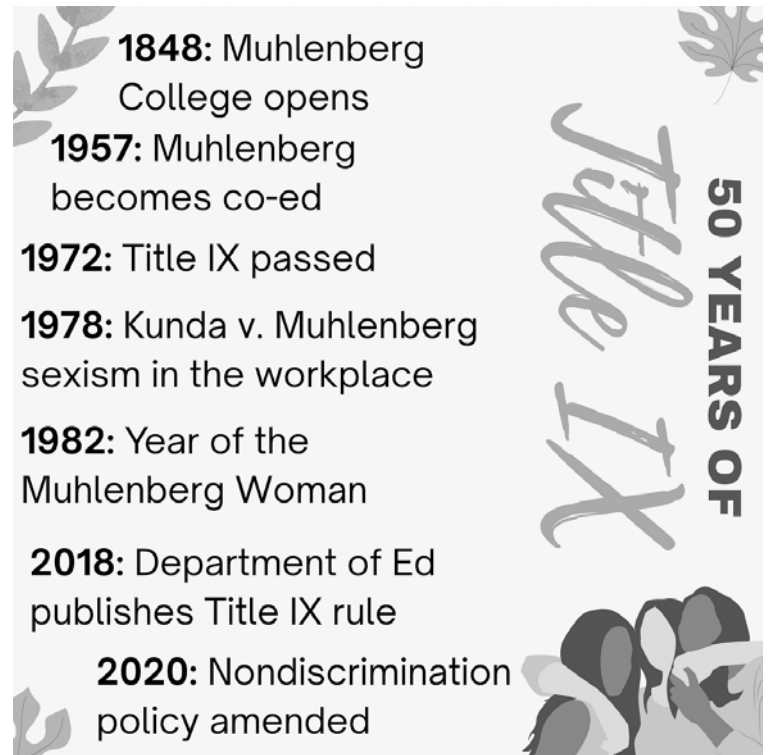 1848: Muhlenberg
College opens
1957: Muhlenberg
becomes co-ed
1972: Title IX passed
1978: Kunda v. Muhlenberg
sexism in the workplace
1982: Year of the
Muhlenberg Woman
2018: Department of Ed
publishes Title IX rule
2020: Nondiscrimination
policy amended
50 YEARS OF
Title IX